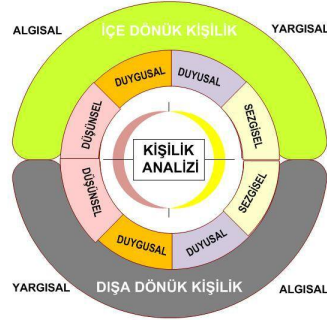 ALGISAL
İÇE DÖNÜK KİŞİLİK
YARGISAL
DUYGUSAL
DUYUSAL
DÜŞÜNSEL
SEZGİSEL
KİŞİLİK
ANALİZİ
DÜŞÜNSEL
SEZGİSEL
DUYGUSAL
DUYUSAL
YARGISAL
DIŞA DÖNÜK KİŞİLİK
ALGISAL